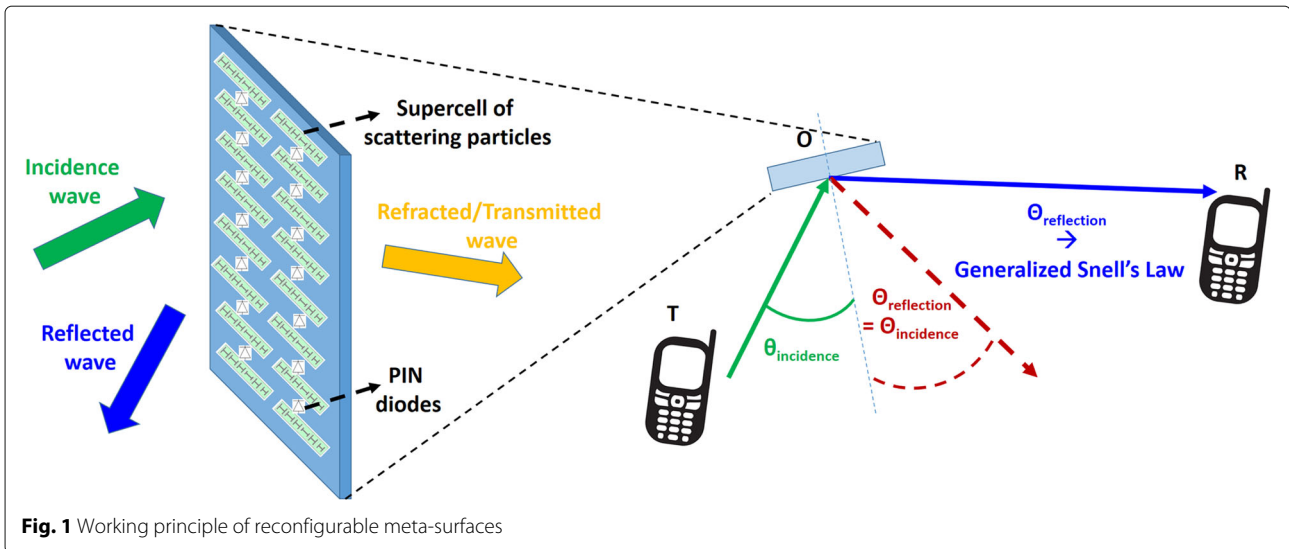 Incidence
wave
Reflected
wave
Supercell of
scattering particles
Refracted/Transmitted
wave
PIN
diodes
O
T
R
θincidence
Θreflection
= Θincidence
Θreflection
→
Generalized Snell's Law
Fig. 1 Working principle of reconfigurable meta-surfaces